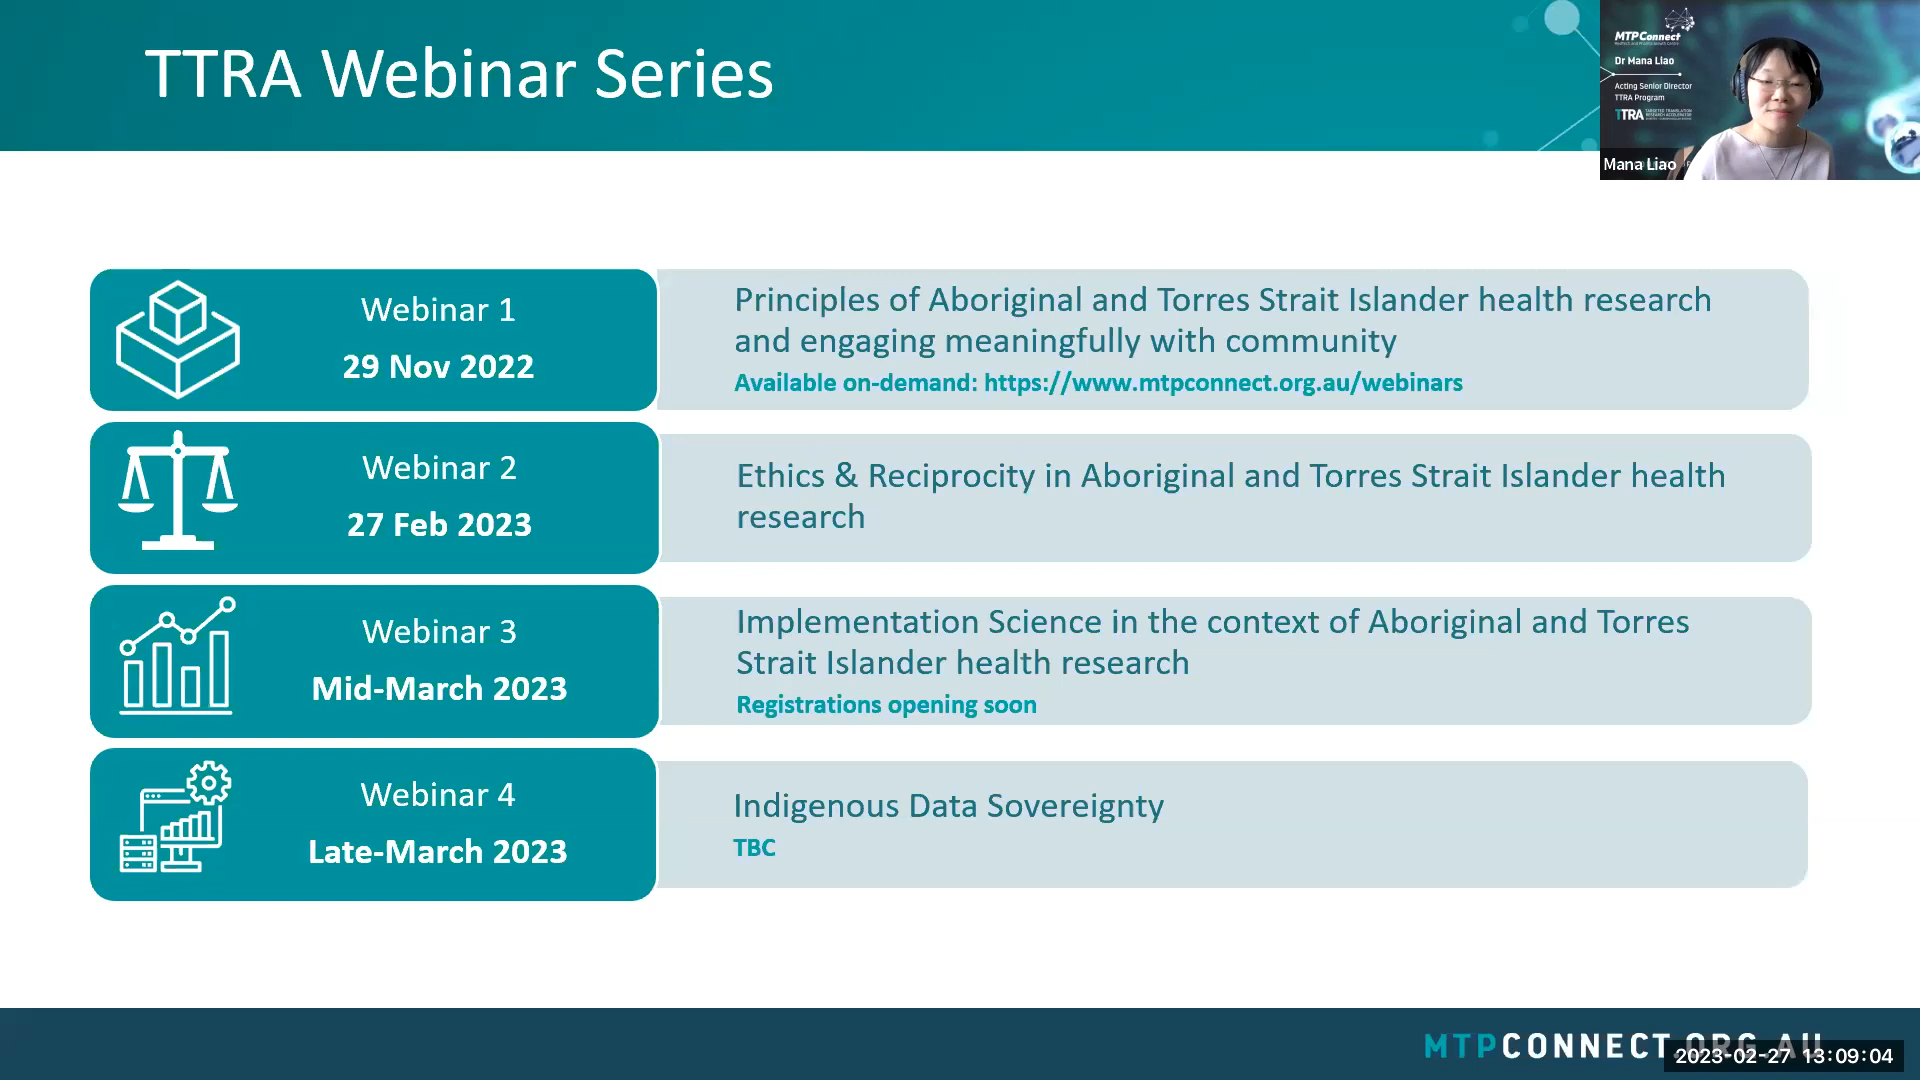 TTRA Webinar Series
MTPConnect
Dr Mana Liao
Acting Senior Director
TTRA Program
TTRA
Mana Liao
Webinar 1
29 Nov 2022
Principles of Aboriginal and Torres Strait Islander health research
and engaging meaningfully with community
Available on-demand: https://www.mtpconnect.org.au/webinars
Webinar 2
27 Feb 2023
Ethics & Reciprocity in Aboriginal and Torres Strait Islander health
research
Webinar 3
Mid-March 2023
Implementation Science in the context of Aboriginal and Torres
Strait Islander health research
Registrations opening soon
Webinar 4
Late-March 2023
Indigenous Data Sovereignty
TBC
MTPCONNECT.ORG.AU
2023-02-27 13:09:04